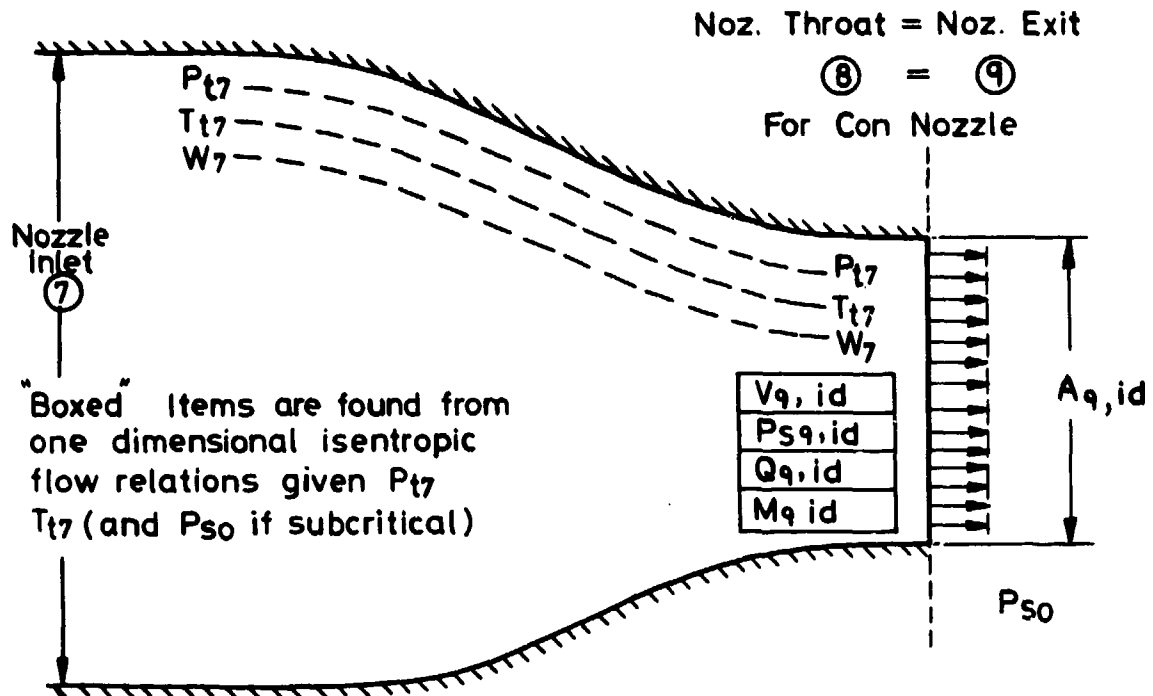 Noz. Throat = Noz. Exit
⑧ = ⑨
For Con Nozzle
Pt7
Tt7
W7
Nozzle
Inlet
⑦
Pt7
Tt7
W7
"Boxed" Items are found from
one dimensional isentropic
flow relations given Pt7
Tt7 (and Pso if subcritical)
V9, id
Ps9, id
Q9, id
M9 id
A9, id
Pso